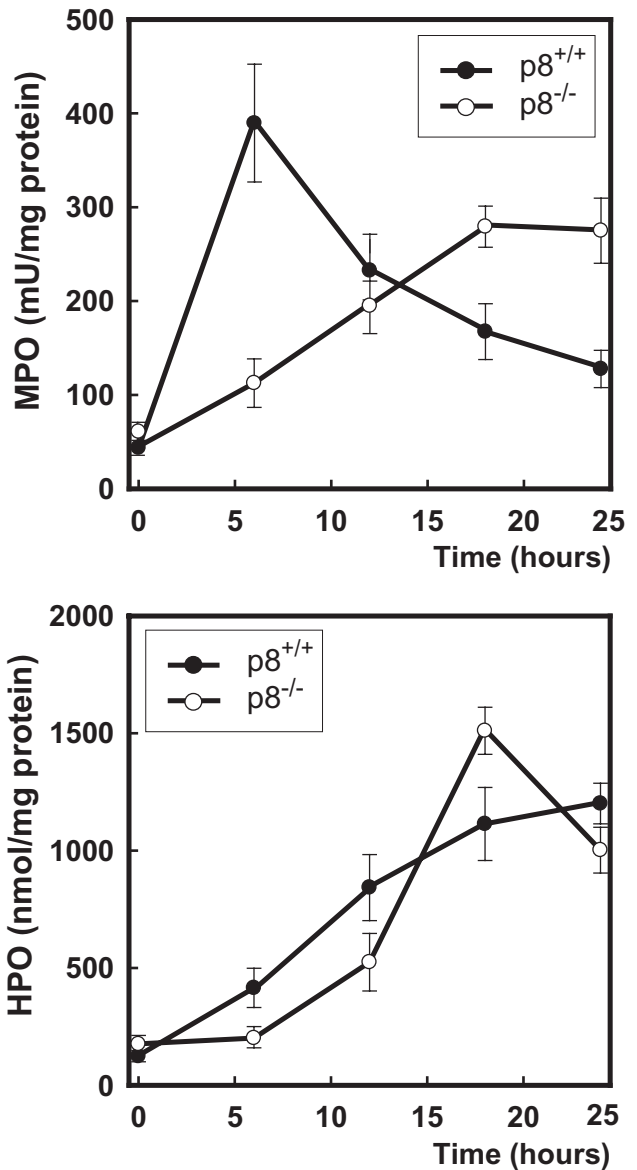 500
400
300
200
100
0
MPO (mU/mg protein)
p8+/+
p8-/-
0 5 10 15 20 25
Time (hours)
2000
1500
1000
500
0
HPO (nmol/mg protein)
p8+/+
p8-/-
0 5 10 15 20 25
Time (hours)